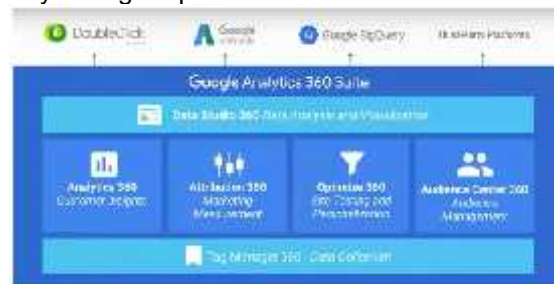 DoubleClick
Google
Google BigQuery
Platforms
Google Analytics 360 Suite
Data Studio 360 Data Analysis and Visualization
Analytics 360
Customer Insights
Attribution 360
Marketing
Measurement
Optimize 360
Site Testing and
Personalization
Audience Center 360
Audience
Management
Tag Manager 360 Data Collection